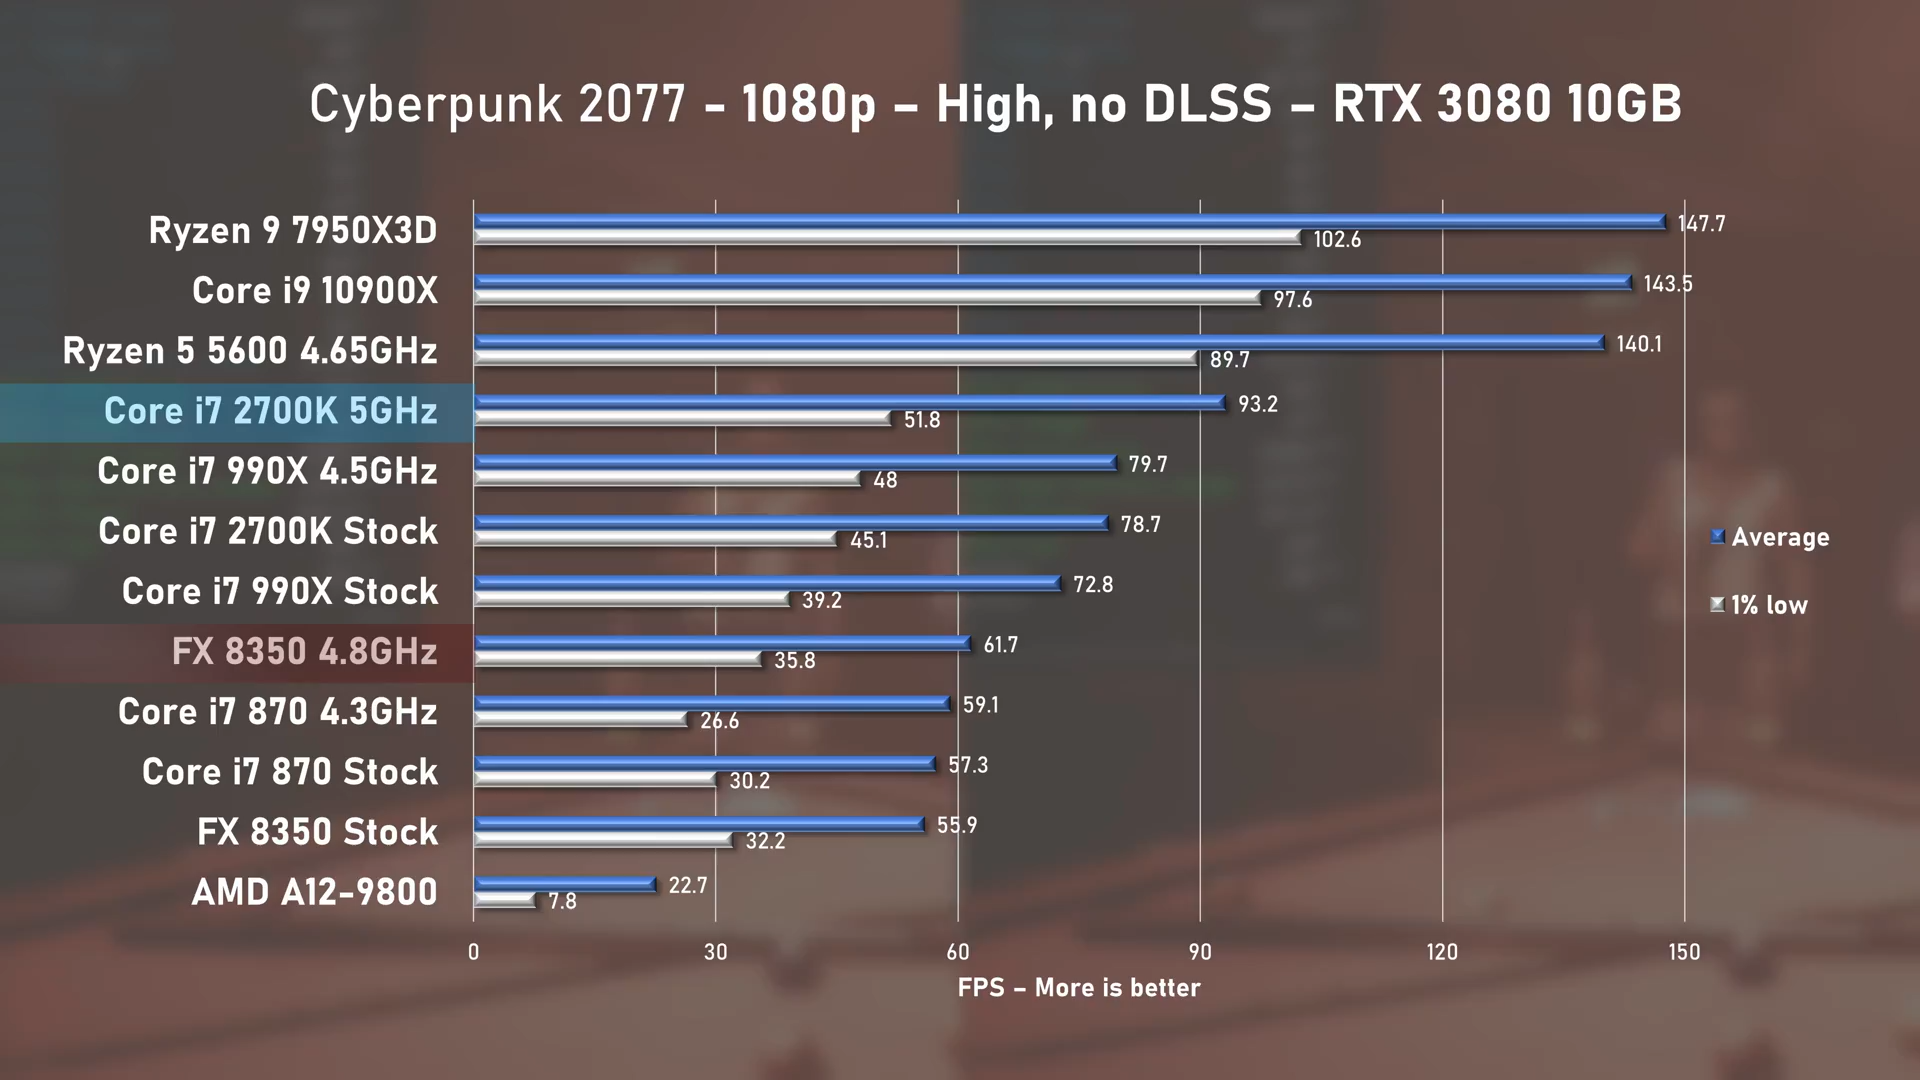 Cyberpunk 2077 - 1080p – High, no DLSS – RTX 3080 10GB
Ryzen 9 7950X3D 147.7 102.6
Core i9 10900X 143.5 97.6
Ryzen 5 5600 4.65GHz 140.1 89.7
Core i7 2700K 5GHz 93.2 51.8
Core i7 990X 4.5GHz 79.7 48
Core i7 2700K Stock 78.7 45.1
Core i7 990X Stock 72.8 39.2
FX 8350 4.8GHz 61.7 35.8
Core i7 870 4.3GHz 59.1 26.6
Core i7 870 Stock 57.3 30.2
FX 8350 Stock 55.9 32.2
AMD A12-9800 22.7 7.8
0 30 60 90 120 150
FPS – More is better
Average
1% low